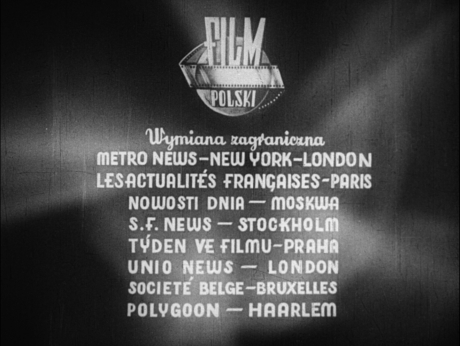 FILM
POLSKI
Wymiana zagraniczna
METRO NEWS–NEW YORK–LONDON
LES ACTUALITÉS FRANÇAISES-PARIS
NOWOSTI DNIA — MOSKWA
S.F. NEWS — STOCKHOLM
TÝDEN VE FILMU–PRAHA
UNIO NEWS — LONDON
SOCIETÉ BELGE–BRUXELLES
POLYGOON — HAARLEM